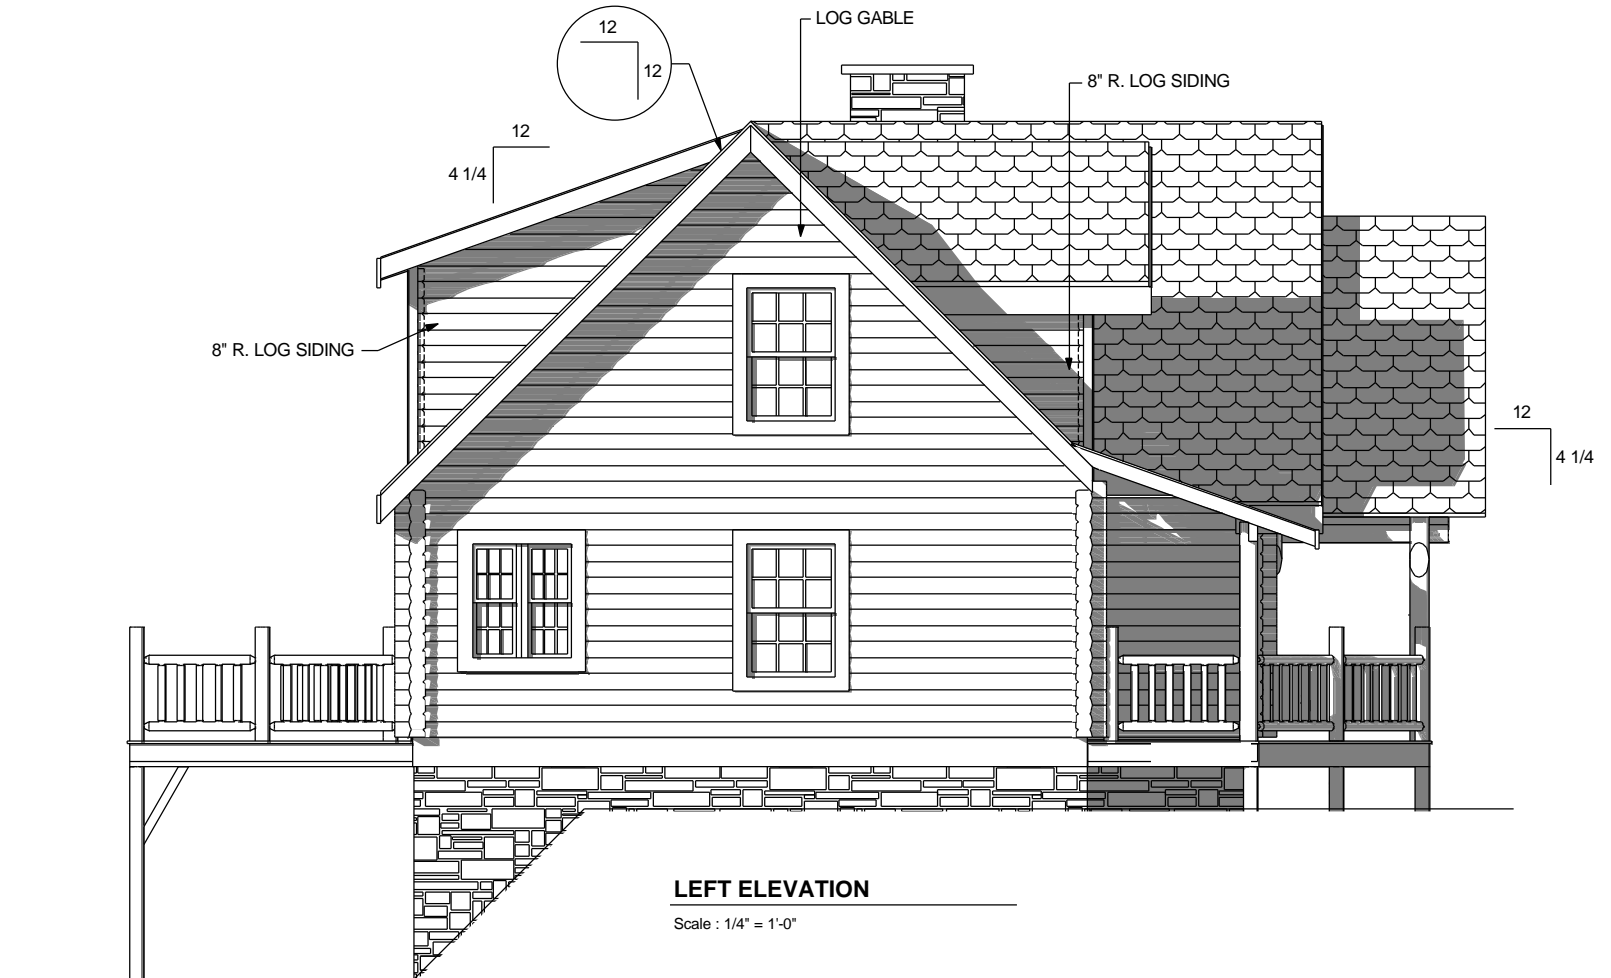 LOG GABLE
12
12
8" R. LOG SIDING
12
4 1/4
8" R. LOG SIDING
12
4 1/4
LEFT ELEVATION
Scale : 1/4" = 1'-0"